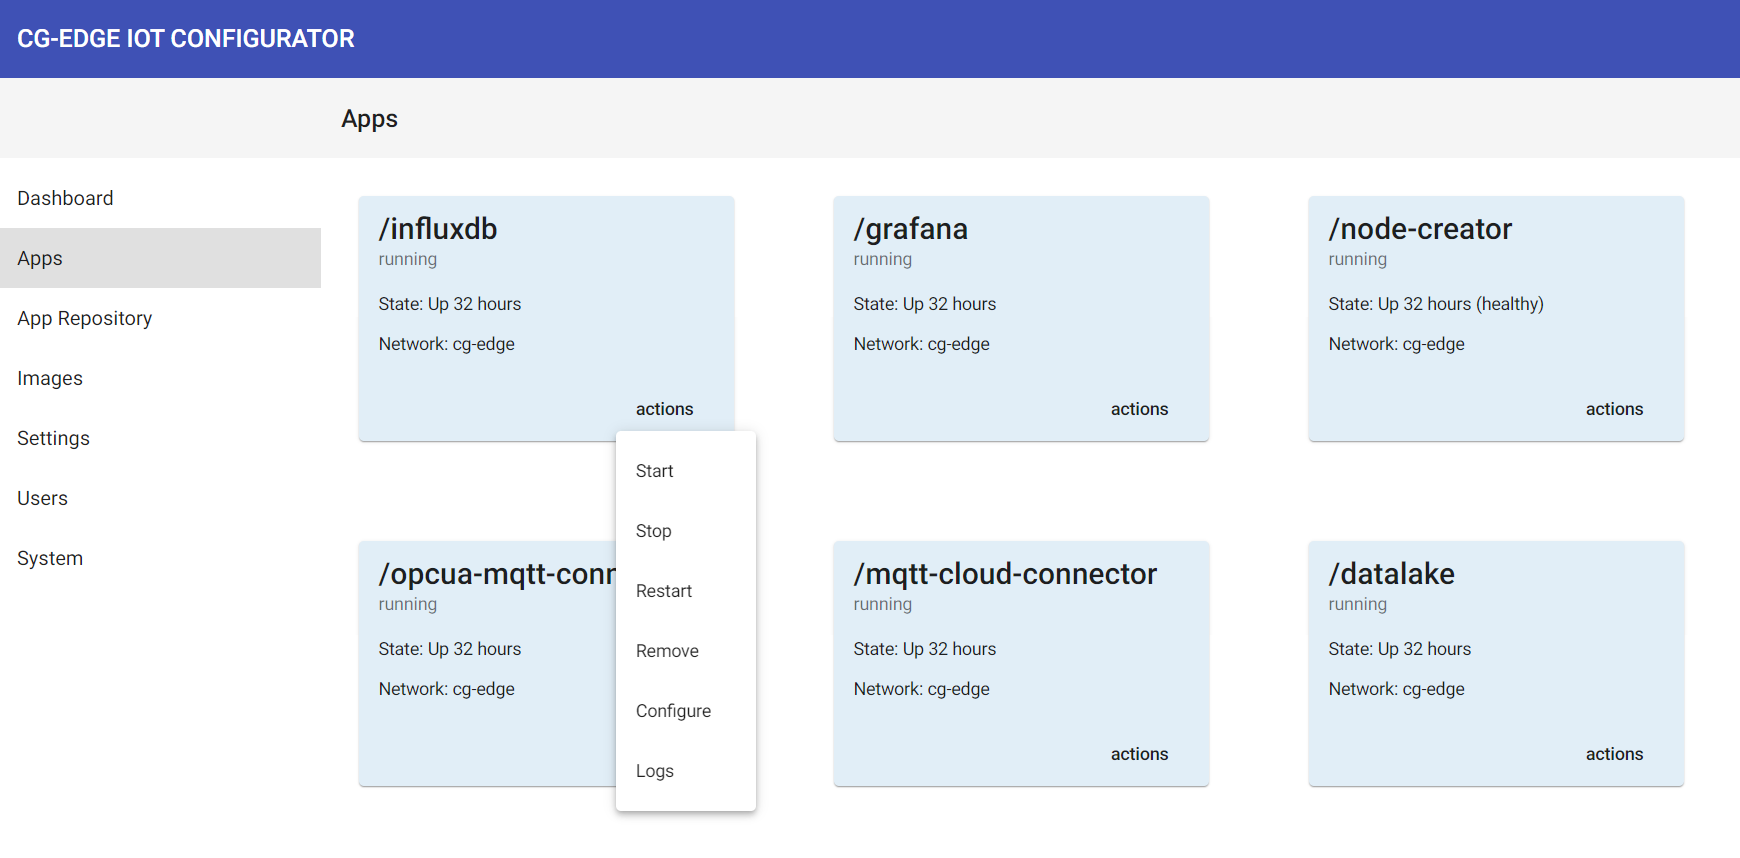 CG-EDGE IOT CONFIGURATOR
Apps
Dashboard
Apps
App Repository
Images
Settings
Users
System
/influxdb
running
State: Up 32 hours
Network: cg-edge
actions
/grafana
running
State: Up 32 hours
Network: cg-edge
actions
/node-creator
running
State: Up 32 hours (healthy)
Network: cg-edge
actions
Start
Stop
Restart
Remove
Configure
Logs
/opcua-mqtt-conn
running
State: Up 32 hours
Network: cg-edge
/mqtt-cloud-connector
running
State: Up 32 hours
Network: cg-edge
actions
/datalake
running
State: Up 32 hours
Network: cg-edge
actions